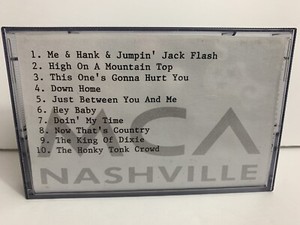 1. Me & Hank & Jumpin' Jack Flash
2. High On A Mountain Top
3. This One's Gonna Hurt You
4. Down Home
5. Just Between You And Me
6. Hey Baby
7. Doin' My Time
8. Now That's Country
9. The King Of Dixie
10. The Honky Tonk Crowd
MCA
NASHVILLE